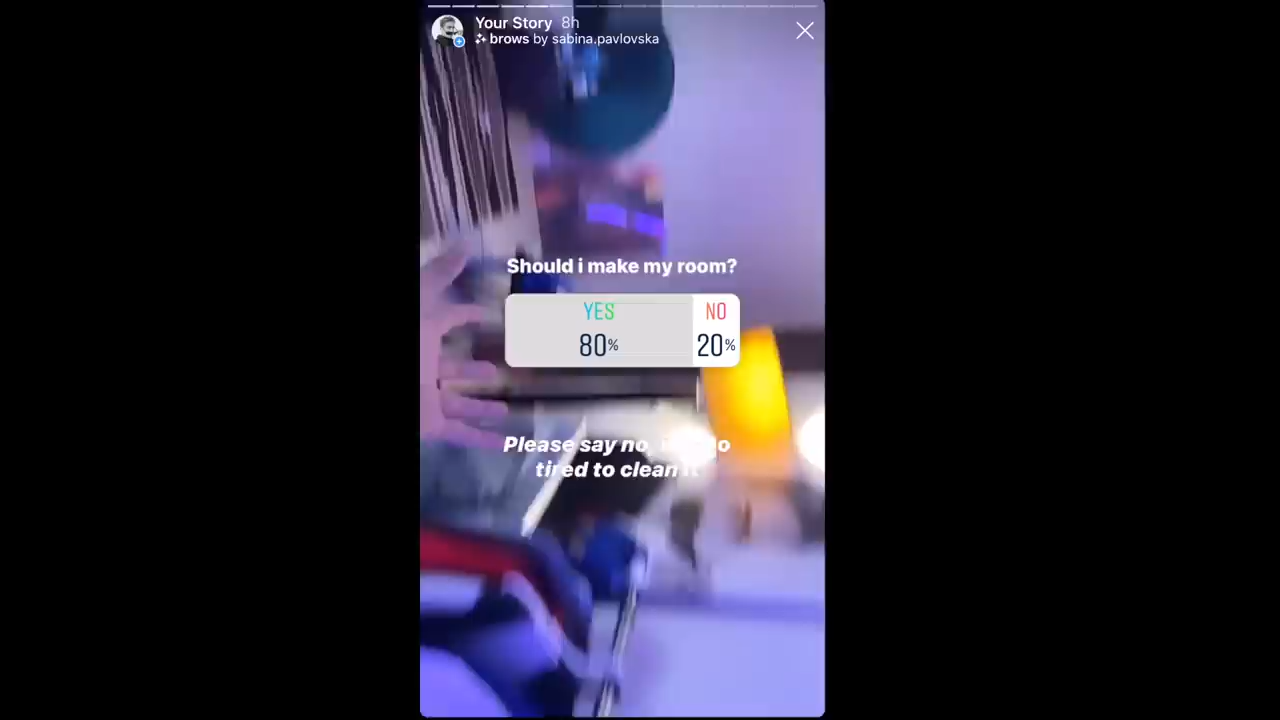 Your Story 8h
brows by sabina.pavlovska
Should i make my room?
YES NO
80% 20%
Please say no,
tired to clean it